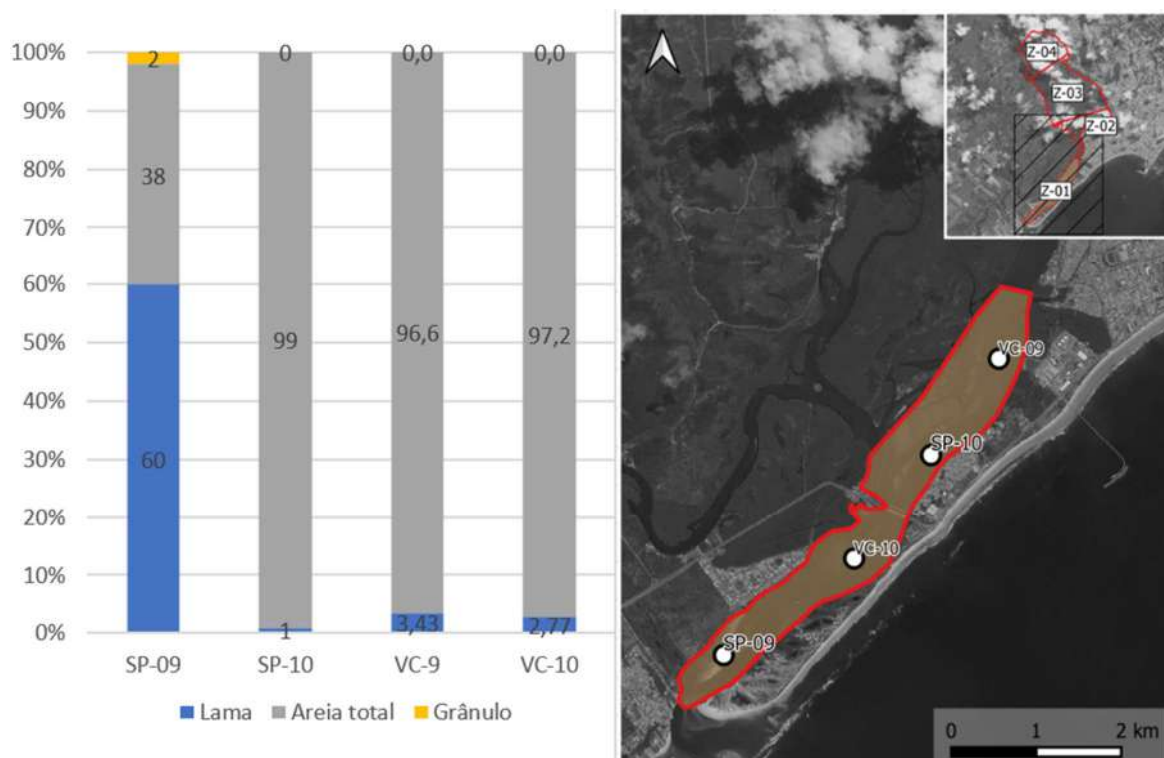 100%
90%
80%
70%
60%
50%
40%
30%
20%
10%
0%
2
38
60
0
99
1
0,0
96,6
3,43
0,0
97,2
2,77
SP-09
SP-10
VC-9
VC-10
Lama
Areia total
Grânulo
Z-04
Z-03
Z-02
Z-01
VC-09
SP-10
VC-10
SP-09
0 1 2 km